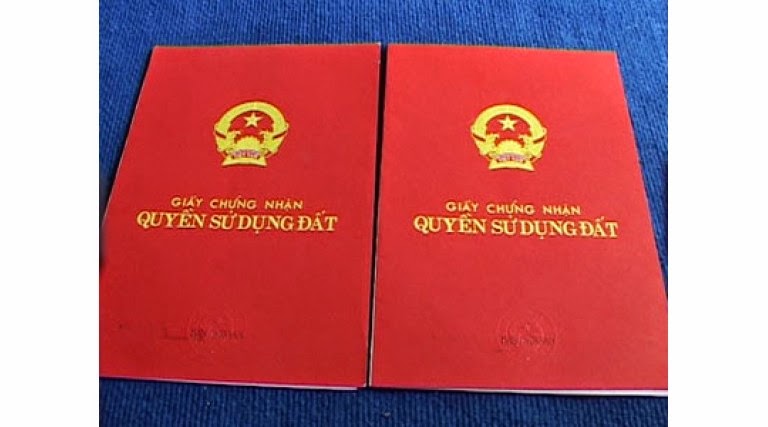 GIẤY CHỨNG NHẬN
QUYỀN SỬ DỤNG ĐẤT
GIẤY CHỨNG NHẬN
QUYỀN SỬ DỤNG ĐẤT